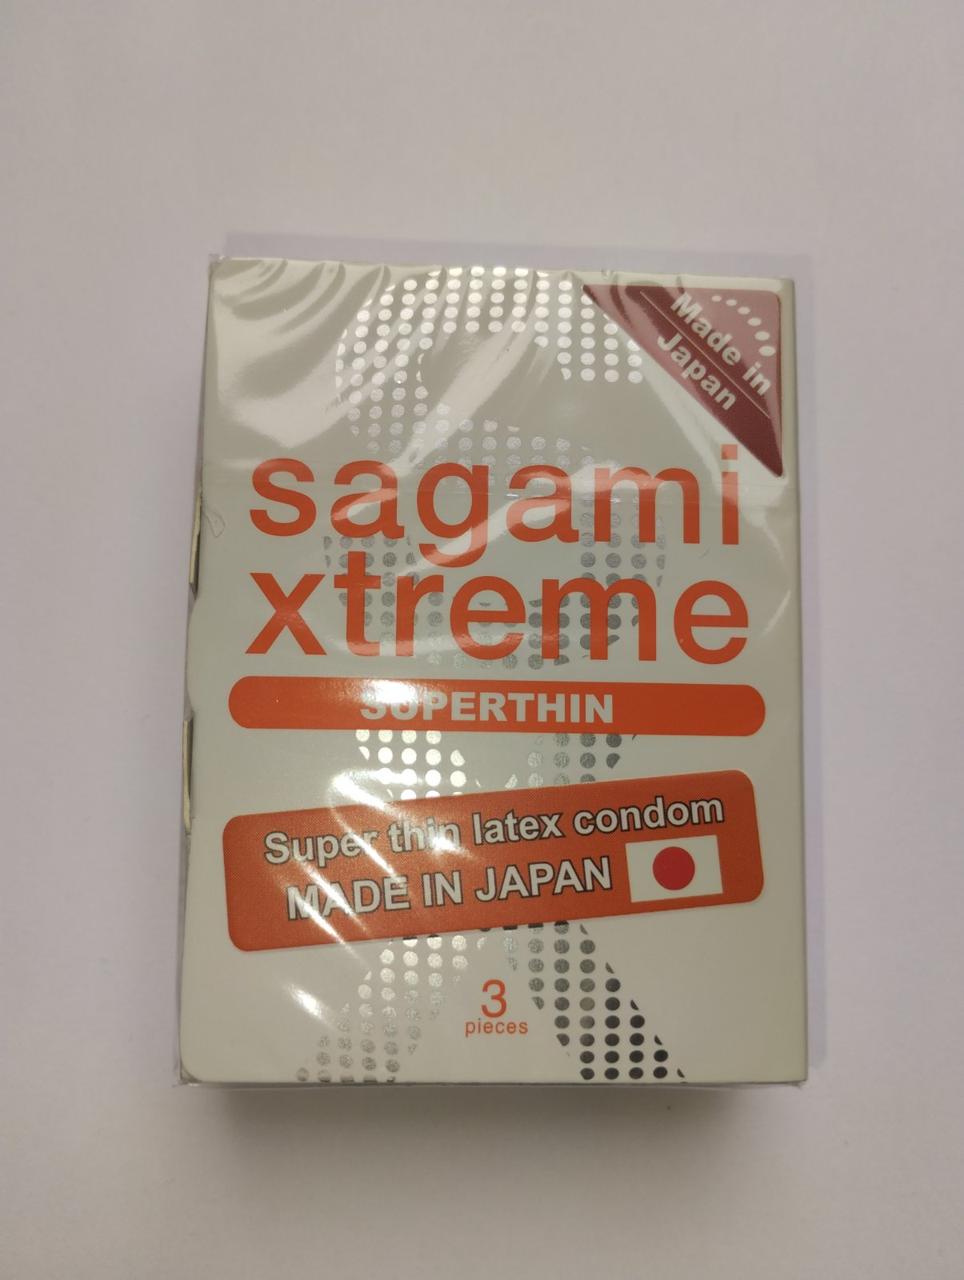 Made in
Japan
sagami
xtreme
SUPERTHIN
Super thin latex condom
MADE IN JAPAN
3
pieces